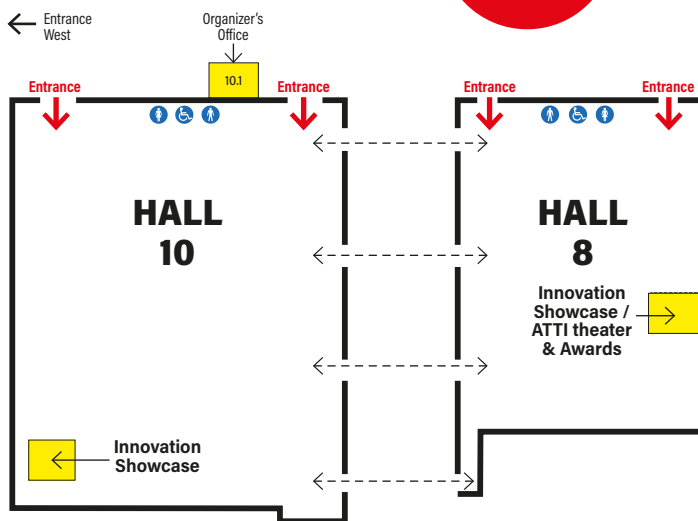 Entrance
West
Organizer's
Office
10.1
Entrance
Entrance
Entrance
Entrance
HALL
10
HALL
8
Innovation
Showcase /
ATTI theater
& Awards
Innovation
Showcase